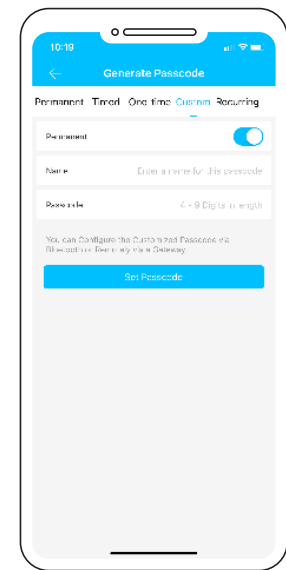 10:19
Generate Passcode
Permanent Timed One-time Custom Recurring
Permanent
Name Enter a name for this passcode
Passcode 4 - 9 Digits in length
You can Configure the Customized Passcode via
Bluetooth or Remotely via a Gateway.
Set Passcode